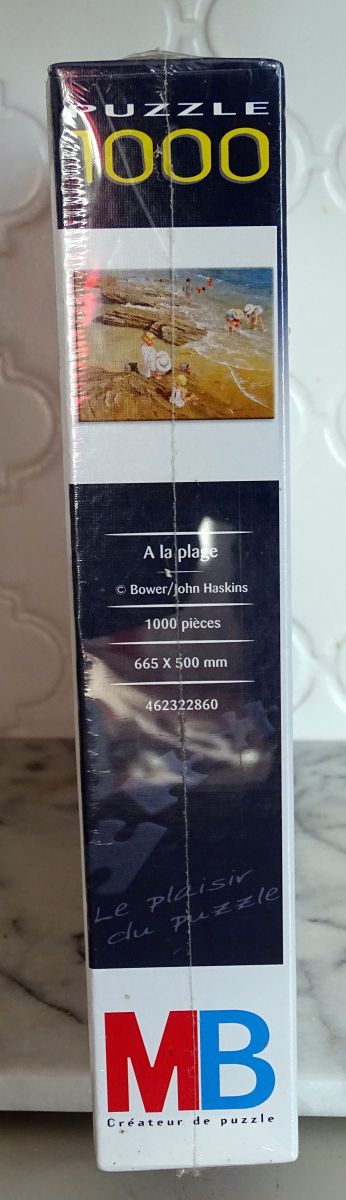 PUZZLE
1000
A la plage
© Bower/John Haskins
1000 pièces
665 X 500 mm
462322860
Le plaisir
du puzzle
MB
Créateur de puzzle